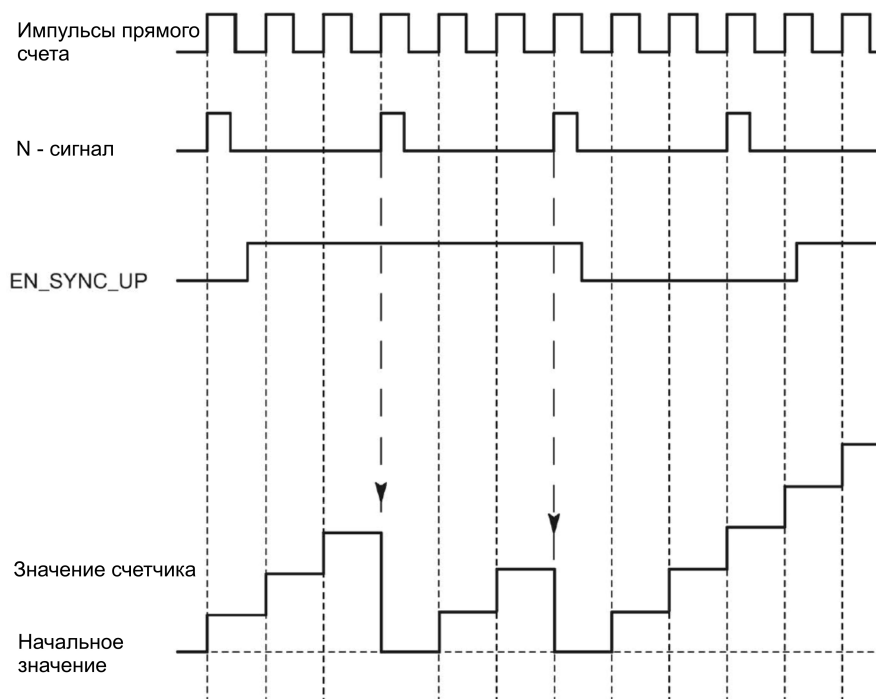 Импульсы прямого
счета
N - сигнал
EN_SYNC_UP
Значение счетчика
Начальное
значение